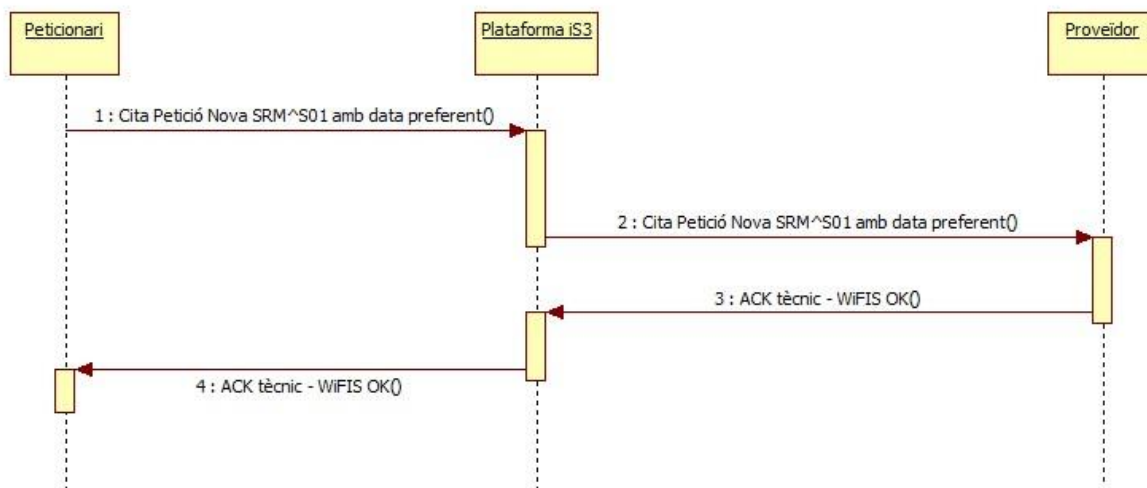 Peticionari
Plataforma iS3
Proveïdor
1 : Cita Petició Nova SRM^S01 amb data preferent()
2 : Cita Petició Nova SRM^S01 amb data preferent()
3 : ACK tècnic - WiFIS OK()
4 : ACK tècnic - WiFIS OK()